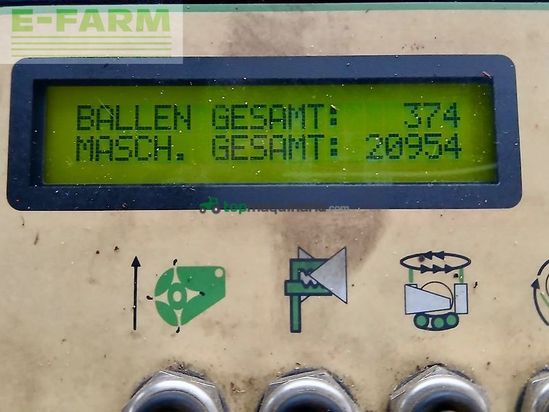 E-FARM
BALLEN GESAMT: 374
MASCH. GESAMT: 20954
topmaquinaria.com